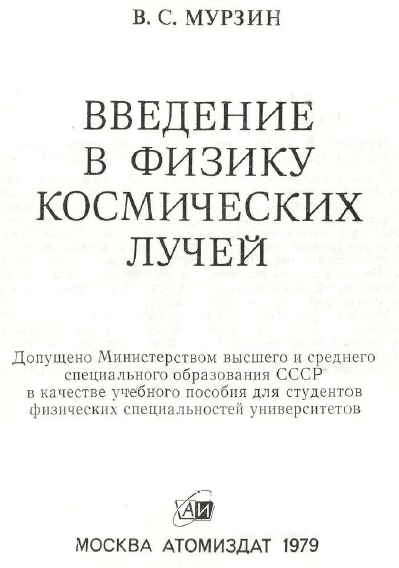 В. С. МУРЗИН
ВВЕДЕНИЕ
В ФИЗИКУ
КОСМИЧЕСКИХ
ЛУЧЕЙ
Допущено Министерством высшего и среднего
специального образования СССР
в качестве учебного пособия для студентов
физических специальностей университетов
АИ
МОСКВА АТОМИЗДАТ 1979